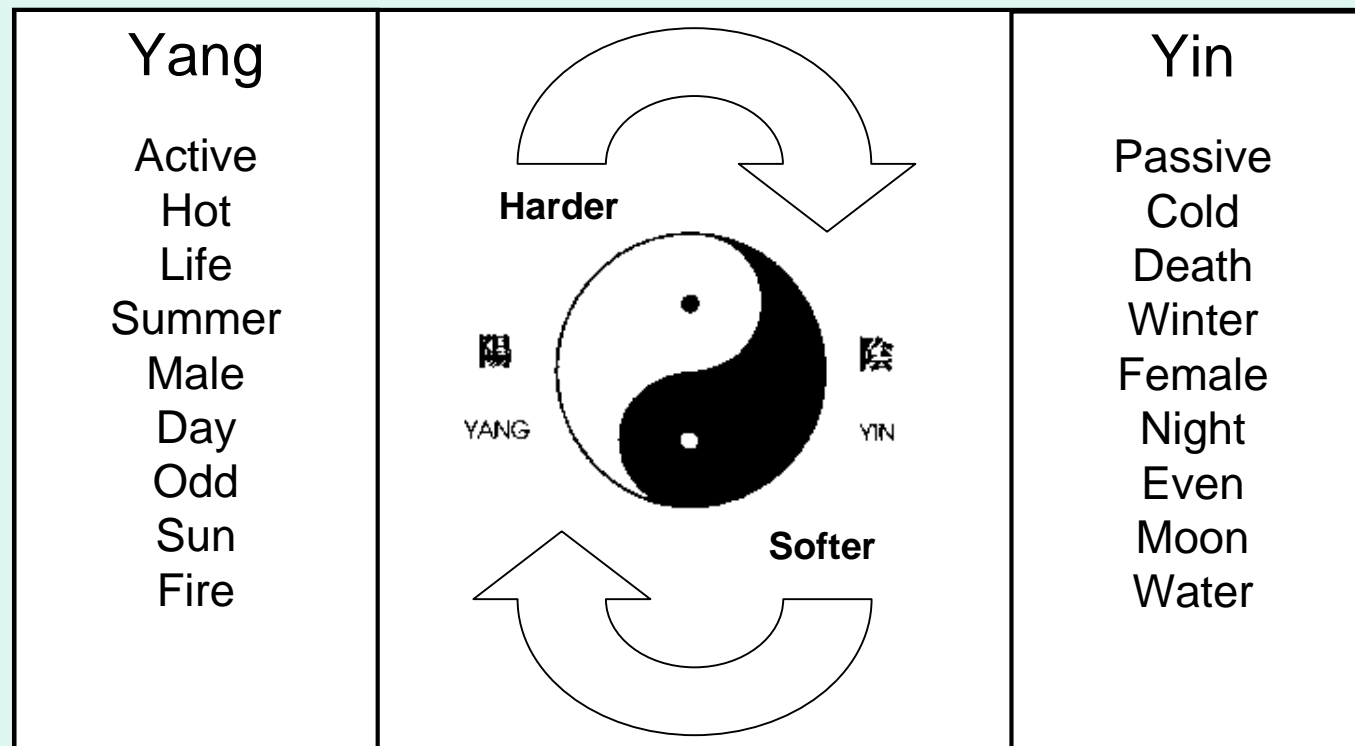 Yang
Active
Hot
Life
Summer
Male
Day
Odd
Sun
Fire
Harder
陽
YANG
陰
YIN
Softer
Yin
Passive
Cold
Death
Winter
Female
Night
Even
Moon
Water